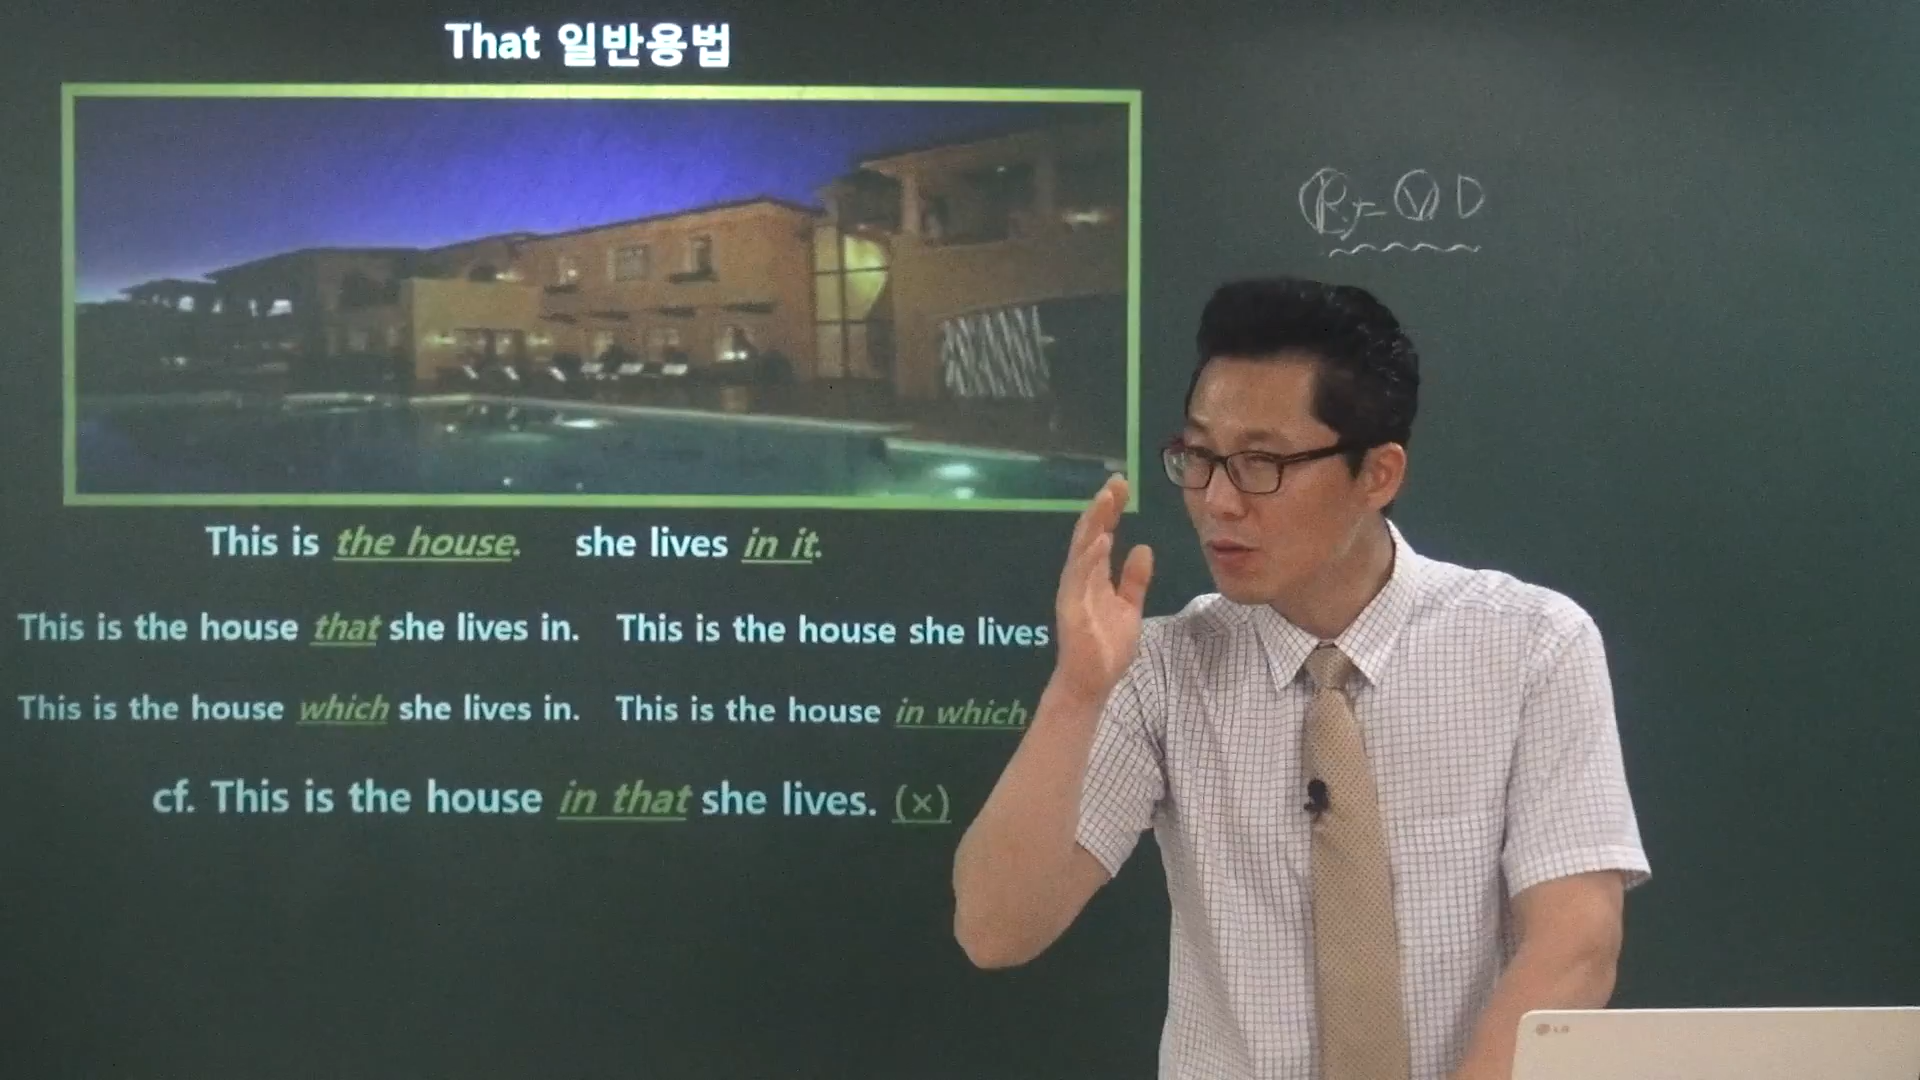 That 일반용법
This is the house. she lives in it.
This is the house that she lives in. This is the house she lives
This is the house which she lives in. This is the house in which
cf. This is the house in that she lives. (×)
LG